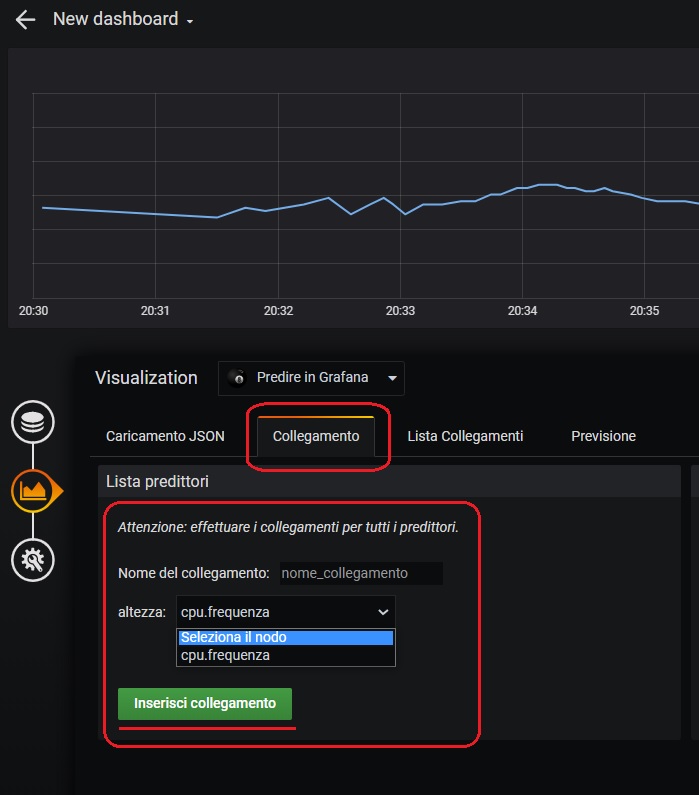 New dashboard
20:30 20:31 20:32 20:33 20:34 20:35
Visualization Predire in Grafana
Caricamento JSON Collegamento Lista Collegamenti Previsione
Lista predittori
Attenzione: effettuare i collegamenti per tutti i predittori.
Nome del collegamento: nome_collegamento
altezza: cpu.frequenza
Seleziona il nodo
cpu.frequenza
Inserisci collegamento